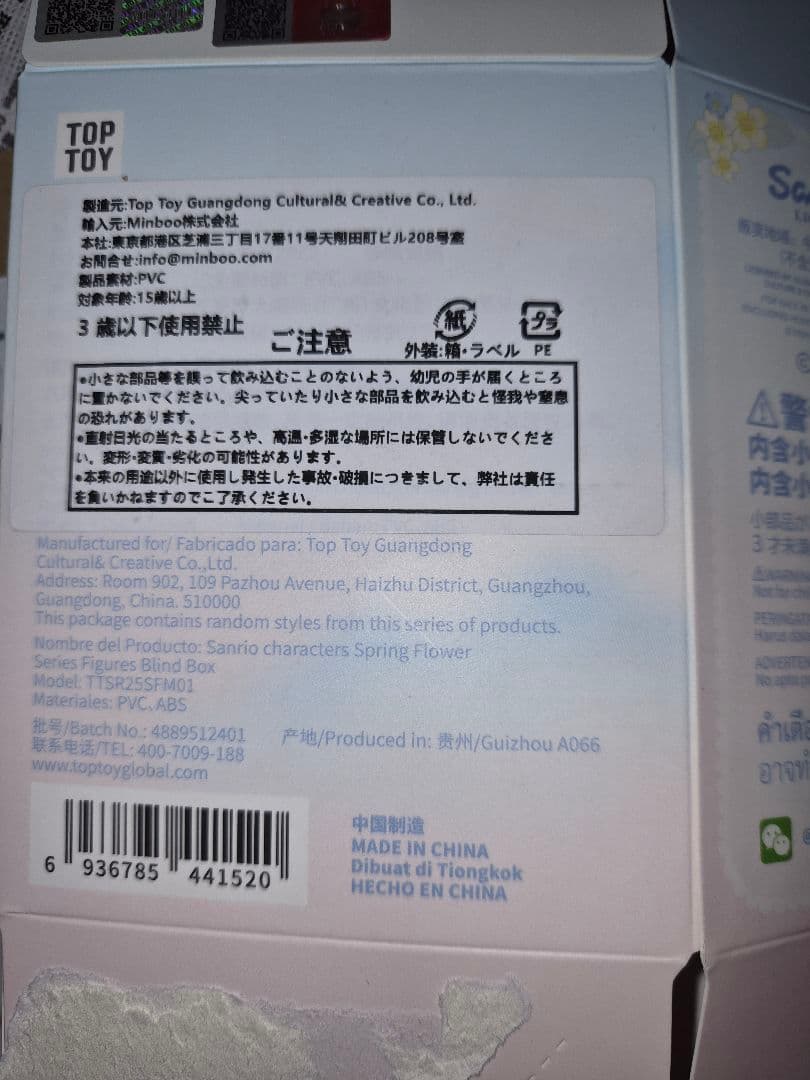 TOP
TOY
製造元:Top Toy Guangdong Cultural& Creative Co., Ltd.
輸入元:Minboo株式会社
本社:東京都港区芝浦三丁目17番11号天翔田町ビル208号室
お問合せ:info@minboo.com
製品素材:PVC
対象年齢:15歳以上
3歳以下使用禁止
ご注意
紙
プラ
外装:箱・ラベル PE
•小さな部品等を誤って飲み込むことのないよう、幼児の手が届くところ
に置かないでください。尖っていたり小さな部品を飲み込むと怪我や窒息
の恐れがあります。
•直射日光の当たるところや、高温・多湿な場所には保管しないでくださ
い。変形・変質・劣化の可能性があります。
•本来の用途以外に使用し発生した事故・破損につきまして、弊社は責任
を負いかねますのでご了承ください。
Manufactured for/ Fabricado para: Top Toy Guangdong
Cultural& Creative Co.,Ltd.
Address: Room 902, 109 Pazhou Avenue, Haizhu District, Guangzhou,
Guangdong, China. 510000
This package contains random styles from this series of products.
Nombre del Producto: Sanrio characters Spring Flower
Series Figures Blind Box
Model: TTSR25SFM01
Materiales: PVC、ABS
批号/Batch No.: 4889512401
联系电话/TEL: 400-7009-188
www.toptoyglobal.com
产地/Produced in: 贵州/Guizhou A066
6 936785 441520
中国制造
MADE IN CHINA
Dibuat di Tiongkok
HECHO EN CHINA
警
内含小
内含小
小部品
3才未満